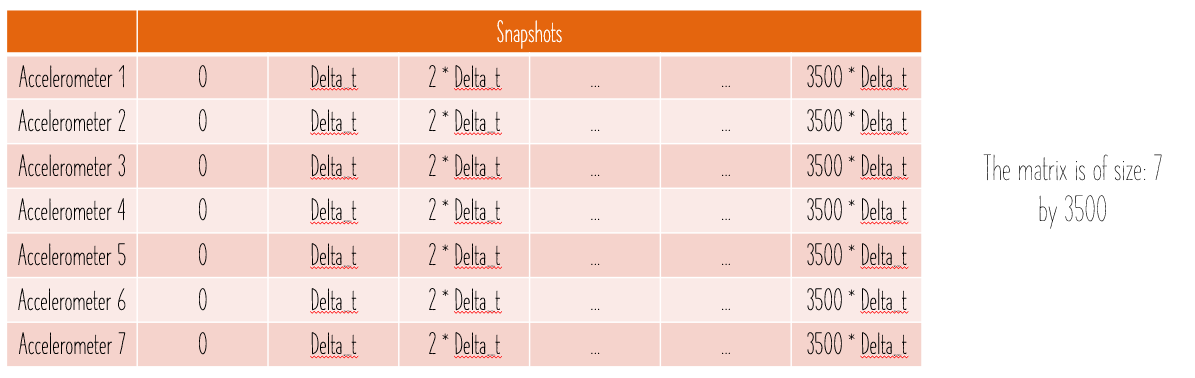 Snapshots
Accelerometer 1 0 Delta_t 2 * Delta_t ... ... 3500 * Delta_t
Accelerometer 2 0 Delta_t 2 * Delta_t ... ... 3500 * Delta_t
Accelerometer 3 0 Delta_t 2 * Delta_t ... ... 3500 * Delta_t
Accelerometer 4 0 Delta_t 2 * Delta_t ... ... 3500 * Delta_t
Accelerometer 5 0 Delta_t 2 * Delta_t ... ... 3500 * Delta_t
Accelerometer 6 0 Delta_t 2 * Delta_t ... ... 3500 * Delta_t
Accelerometer 7 0 Delta_t 2 * Delta_t ... ... 3500 * Delta_t
The matrix is of size: 7
by 3500